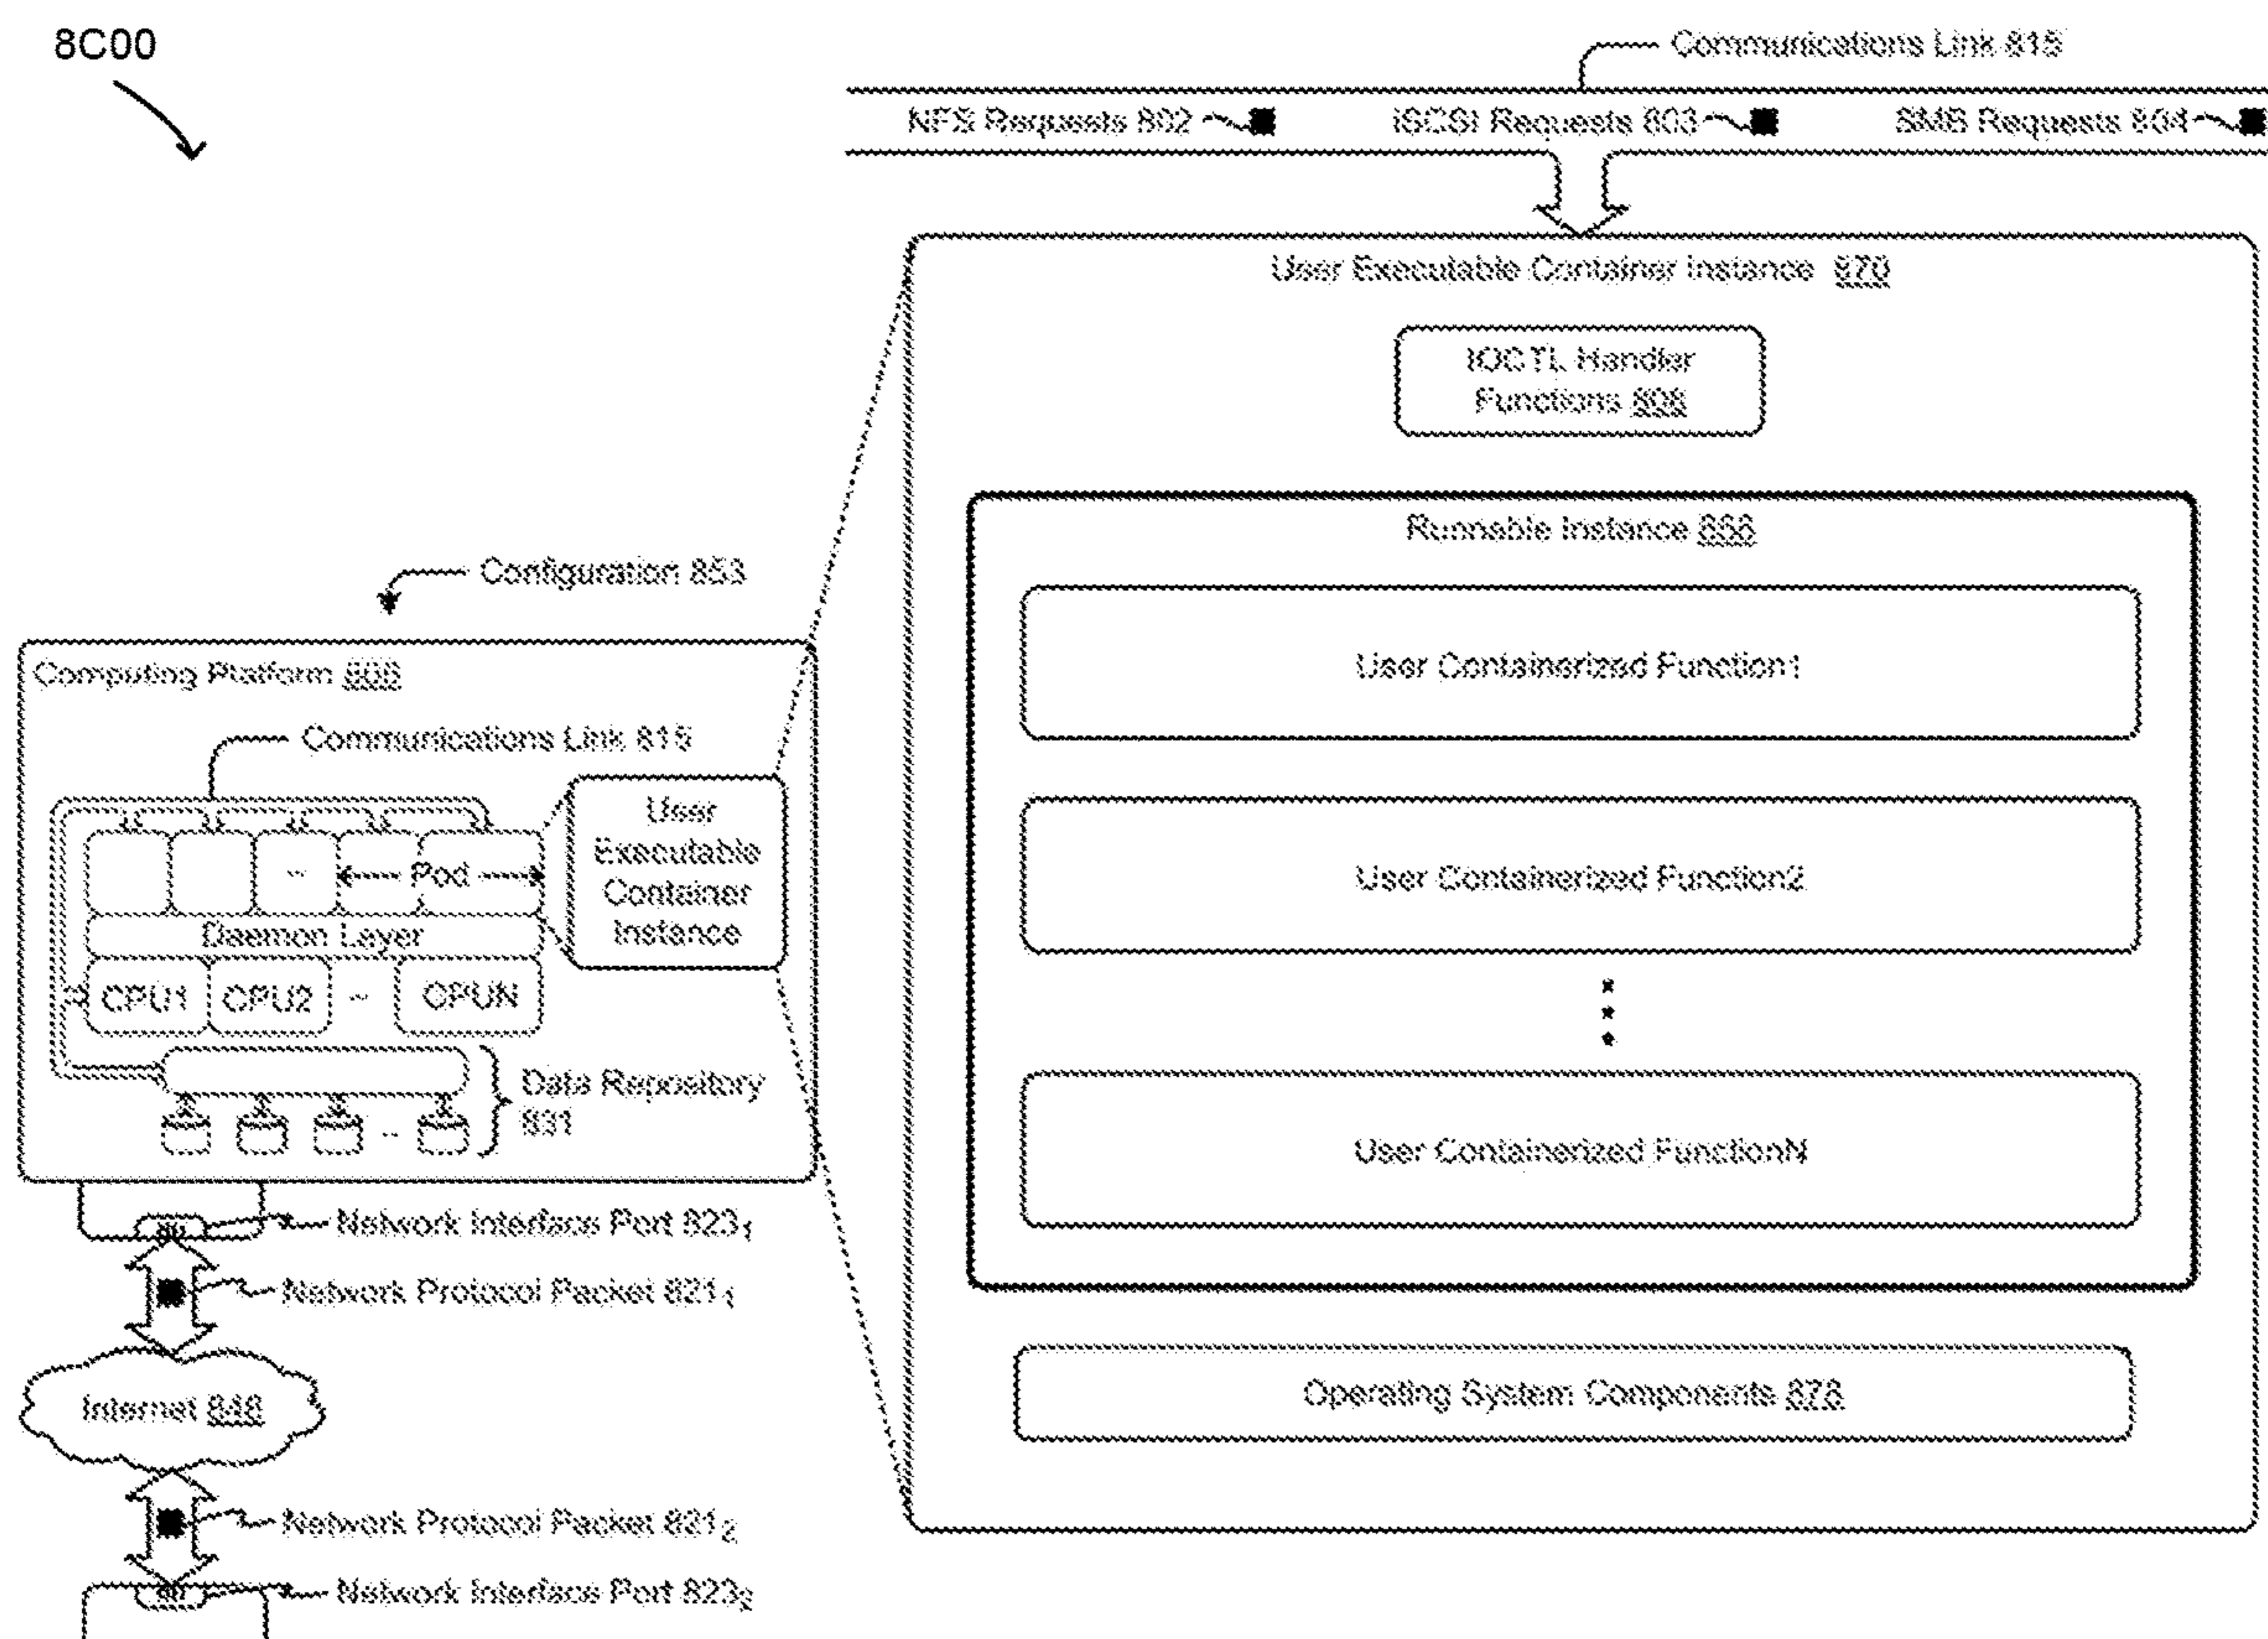 8C00
Communications Link 815
NFS Requests 802
iSCSI Requests 803
SMB Requests 804
User Executable Container Instance 870
IOCTL Handler
Functions 808
Runnable Instance 858
Configuration 853
User Containerized Function1
Computing Platform
Communications Link 815
User
Executable
Container
Instance
Pod
User Containerized Function2
Daemon Layer
CPU1
CPU2
CPUN
Data Repository
831
User Containerized FunctionN
Network Interface Port 8231
Network Protocol Packet 8211
Internet 848
Operating System Components 878
Network Protocol Packet 8212
Network Interface Port 8232